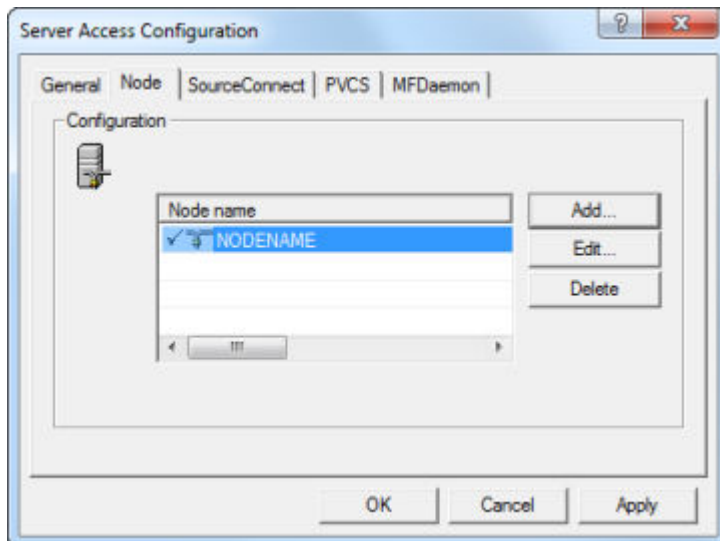 Server Access Configuration
General Node SourceConnect PVCS MFDaemon
Configuration
Node name
NODENAME
Add...
Edit...
Delete
OK Cancel Apply